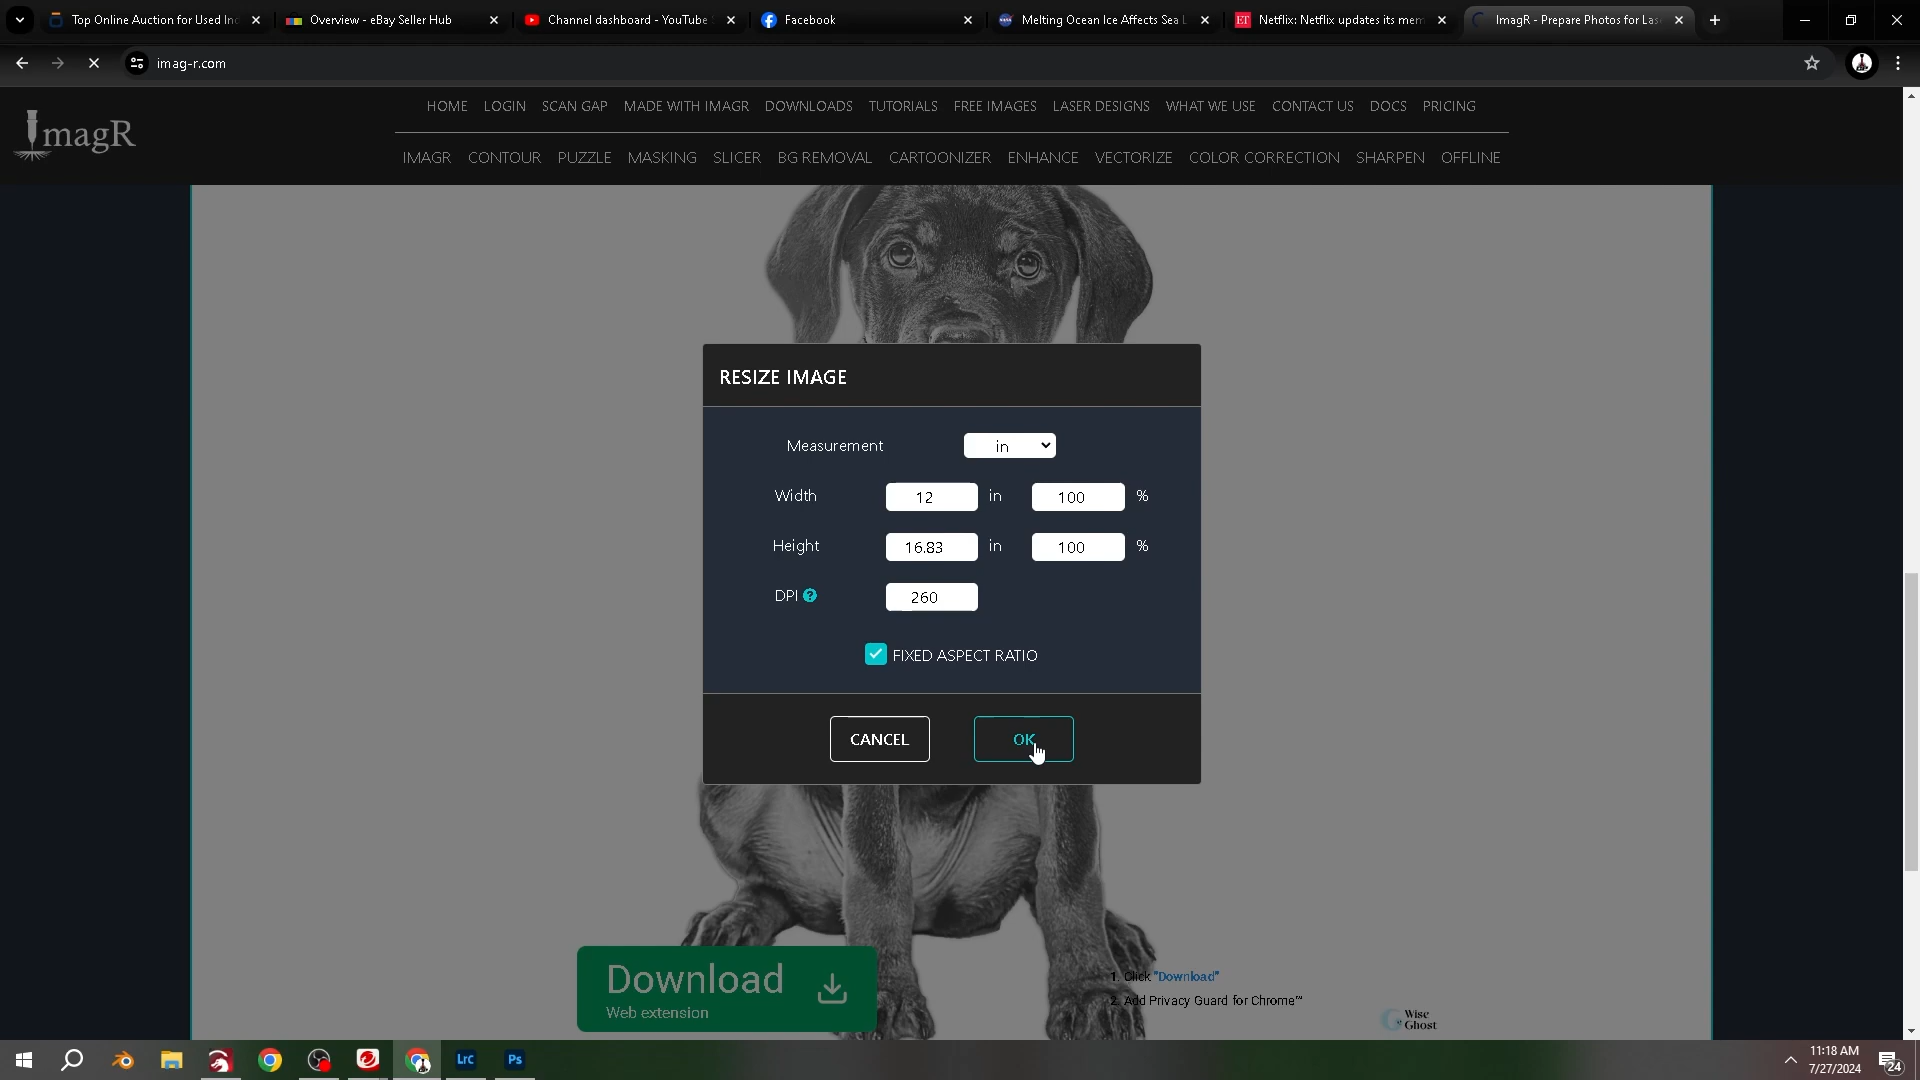 Top Online Auction for Used Ind
Overview - eBay Seller Hub
Channel dashboard - YouTube
Facebook
Melting Ocean Ice Affects Sea L
ET
Netflix: Netflix updates its mem
ImagR - Prepare Photos for Las
imag-r.com
ImagR
HOME LOGIN SCAN GAP MADE WITH IMAGR DOWNLOADS TUTORIALS FREE IMAGES LASER DESIGNS WHAT WE USE CONTACT US DOCS PRICING
IMAGR CONTOUR PUZZLE MASKING SLICER BG REMOVAL CARTOONIZER ENHANCE VECTORIZE COLOR CORRECTION SHARPEN OFFLINE
RESIZE IMAGE
Measurement in
Width 12 in 100 %
Height 16.83 in 100 %
DPI ? 260
FIXED ASPECT RATIO
CANCEL OK
Download
Web extension
1. Click "Download"
2. Add Privacy Guard for Chrome™
Wise
Ghost
Lrc
Ps
11:18 AM
7/27/2024
24